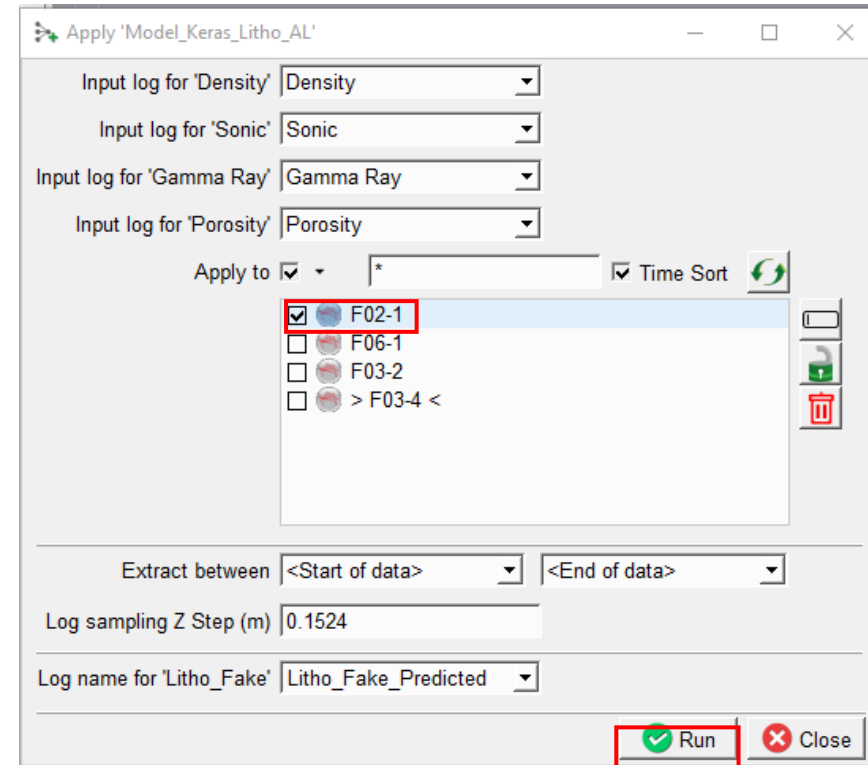 Apply 'Model_Keras_Litho_AL'
Input log for 'Density' Density
Input log for 'Sonic' Sonic
Input log for 'Gamma Ray' Gamma Ray
Input log for 'Porosity' Porosity
Apply to * Time Sort
F02-1
F06-1
F03-2
> F03-4 <
Extract between <Start of data> <End of data>
Log sampling Z Step (m) 0.1524
Log name for 'Litho_Fake' Litho_Fake_Predicted
Run Close